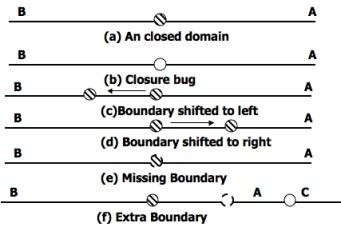 B A
(a) An closed domain
B A
(b) Closure bug
B A
(c)Boundary shifted to left
B A
(d) Boundary shifted to right
B A
(e) Missing Boundary
B A C
(f) Extra Boundary